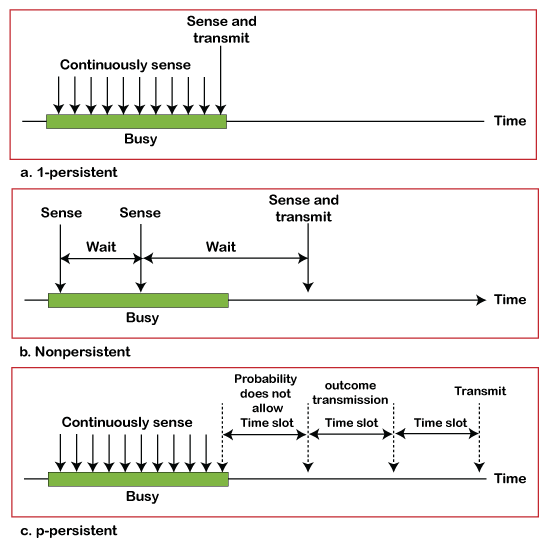 Sense and
transmit
Continuously sense
Busy
Time
a. 1-persistent
Sense
Sense
Sense and
transmit
Wait
Wait
Busy
Time
b. Nonpersistent
Probability
does not
allow
outcome
transmission
Transmit
Continuously sense
Time slot
Time slot
Time slot
Busy
Time
c. p-persistent